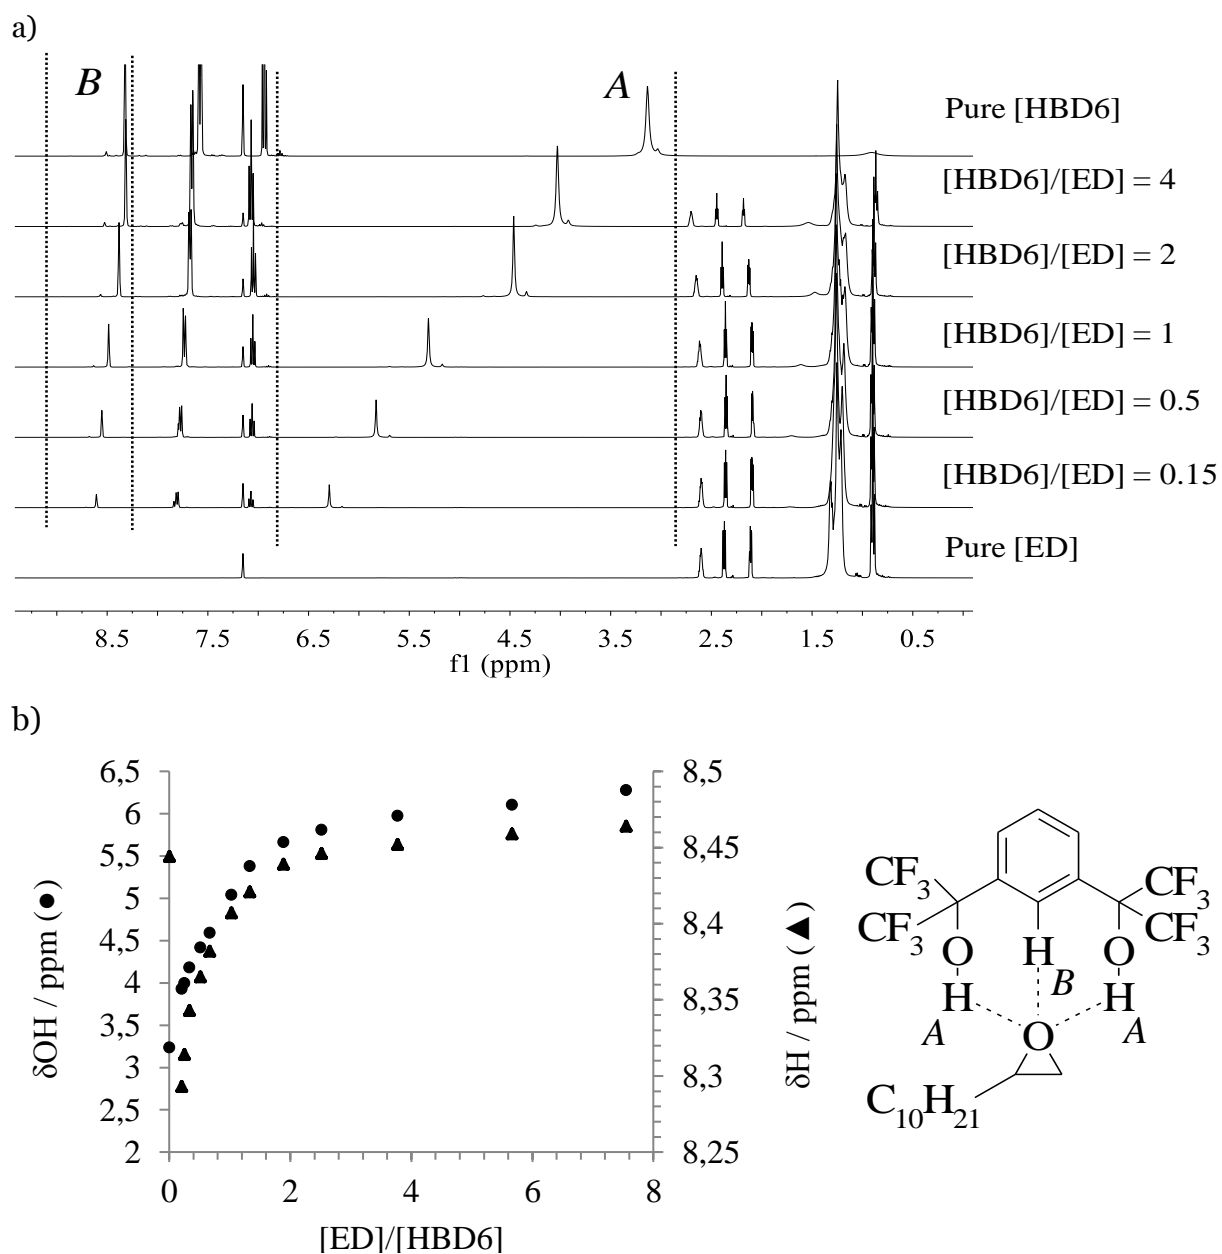 a)
B
A
Pure [HBD6]
[HBD6]/[ED] = 4
[HBD6]/[ED] = 2
[HBD6]/[ED] = 1
[HBD6]/[ED] = 0.5
[HBD6]/[ED] = 0.15
Pure [ED]
8.5 7.5 6.5 5.5 4.5 3.5 2.5 1.5 0.5
f1 (ppm)
b)
6,5
6
5,5
5
4,5
4
3,5
3
2,5
2
δOH / ppm (●)
0 2 4 6 8
[ED]/[HBD6]
8,5
8,45
8,4
8,35
8,3
8,25
δH / ppm (▲)
CF3 CF3
CF3 CF3
O H O
H B H
A O A
C10H21